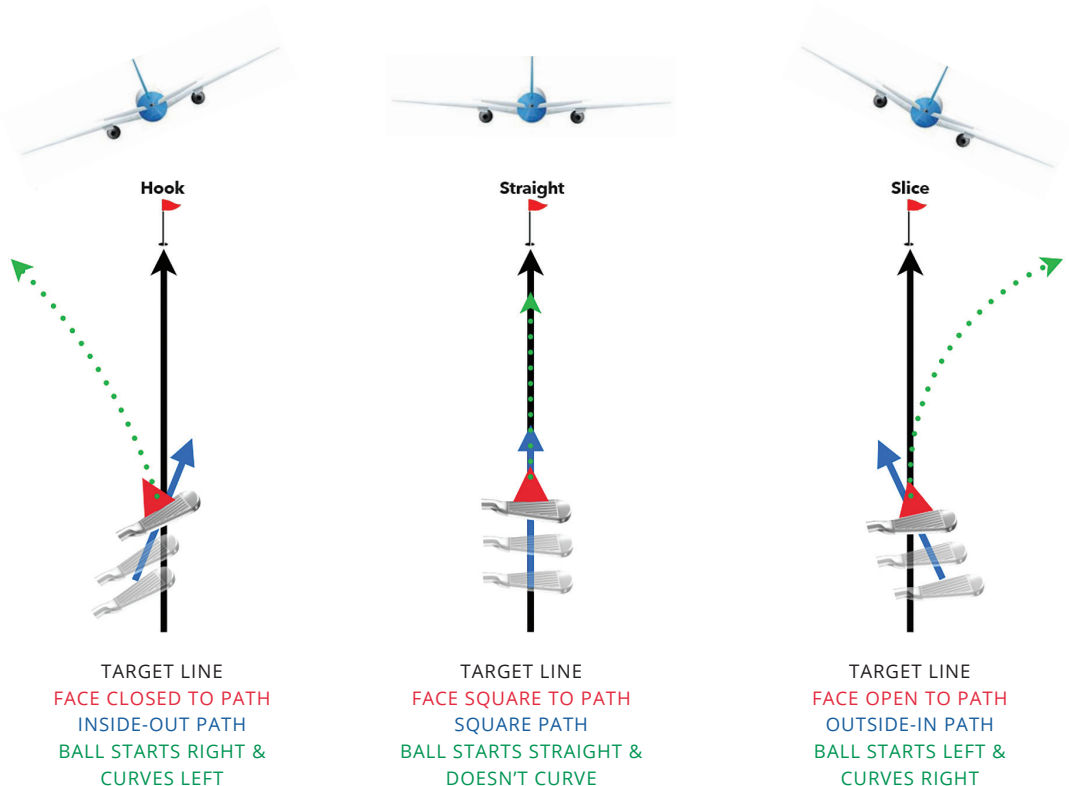 Hook
Straight
Slice
TARGET LINE
FACE CLOSED TO PATH
INSIDE-OUT PATH
BALL STARTS RIGHT &
CURVES LEFT
TARGET LINE
FACE SQUARE TO PATH
SQUARE PATH
BALL STARTS STRAIGHT &
DOESN’T CURVE
TARGET LINE
FACE OPEN TO PATH
OUTSIDE-IN PATH
BALL STARTS LEFT &
CURVES RIGHT